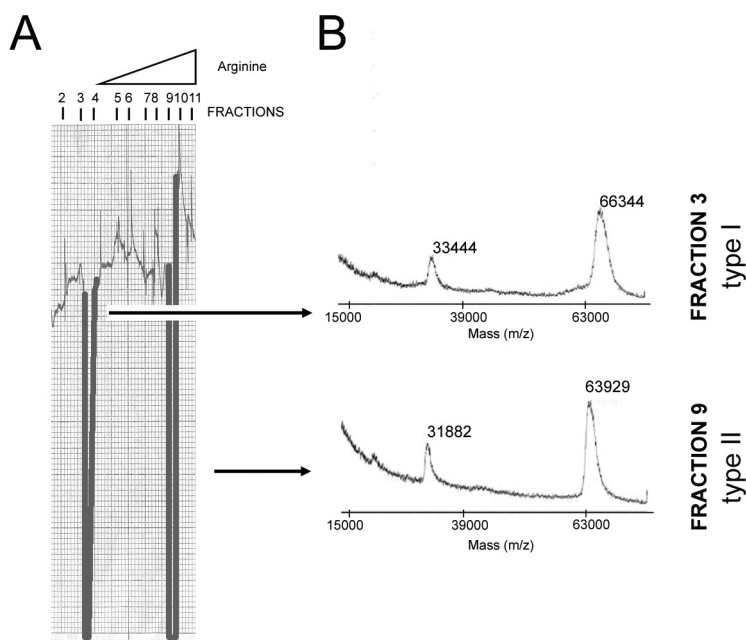 A
Arginine
2 3 4 5 6 7 8 9 10 11
FRACTIONS
B
33444
66344
15000 39000 63000
Mass (m/z)
FRACTION 3
type I
31882
63929
15000 39000 63000
Mass (m/z)
FRACTION 9
type II